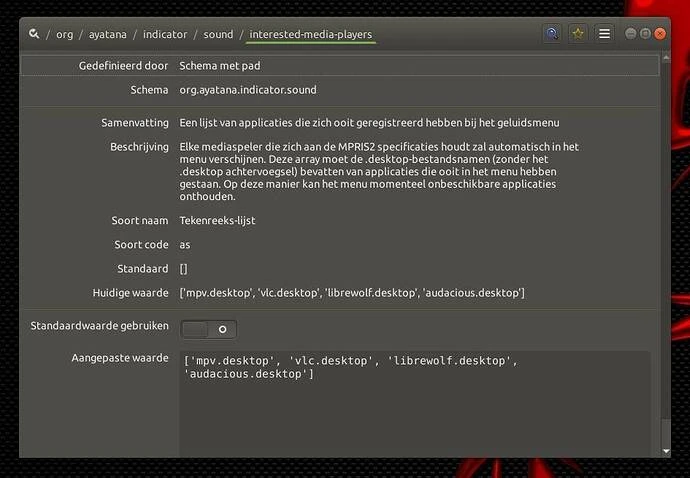 / org / ayatana / indicator / sound / interested-media-players
Gedefinieerd door Schema met pad
Schema org.ayatana.indicator.sound
Samenvatting Een lijst van applicaties die zich ooit geregistreerd hebben bij het geluidsmenu
Beschrijving Elke mediaspeler die zich aan de MPRIS2 specificaties houdt zal automatisch in het
menu verschijnen. Deze array moet de .desktop-bestandsnamen (zonder het
.desktop achtervoegsel) bevatten van applicaties die ooit in het menu hebben
gestaan. Op deze manier kan het menu momenteel onbeschikbare applicaties
onthouden.
Soort naam Tekenreeks-lijst
Soort code as
Standaard []
Huidige waarde ['mpv.desktop', 'vlc.desktop', 'librewolf.desktop', 'audacious.desktop']
Standaardwaarde gebruiken
Aangepaste waarde ['mpv.desktop', 'vlc.desktop', 'librewolf.desktop',
'audacious.desktop']